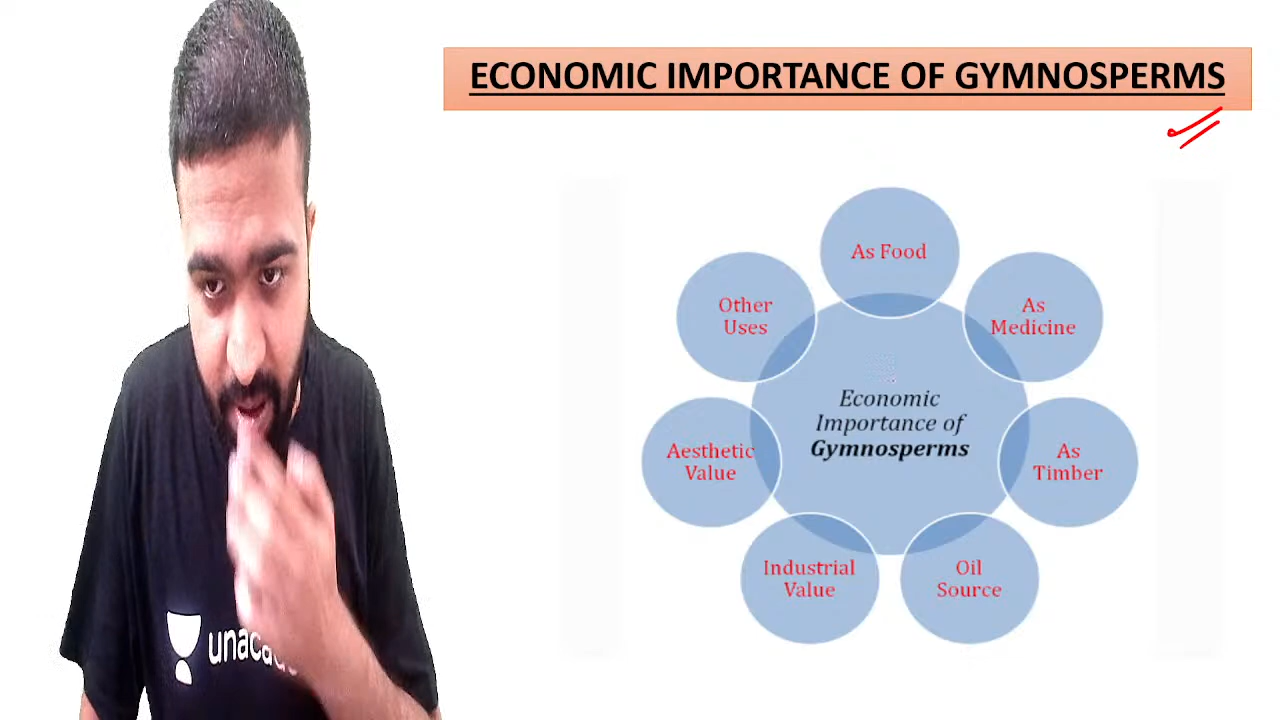 ECONOMIC IMPORTANCE OF GYMNOSPERMS
As Food
As
Medicine
As
Timber
Oil
Source
Industrial
Value
Aesthetic
Value
Other
Uses
Economic
Importance of
Gymnosperms